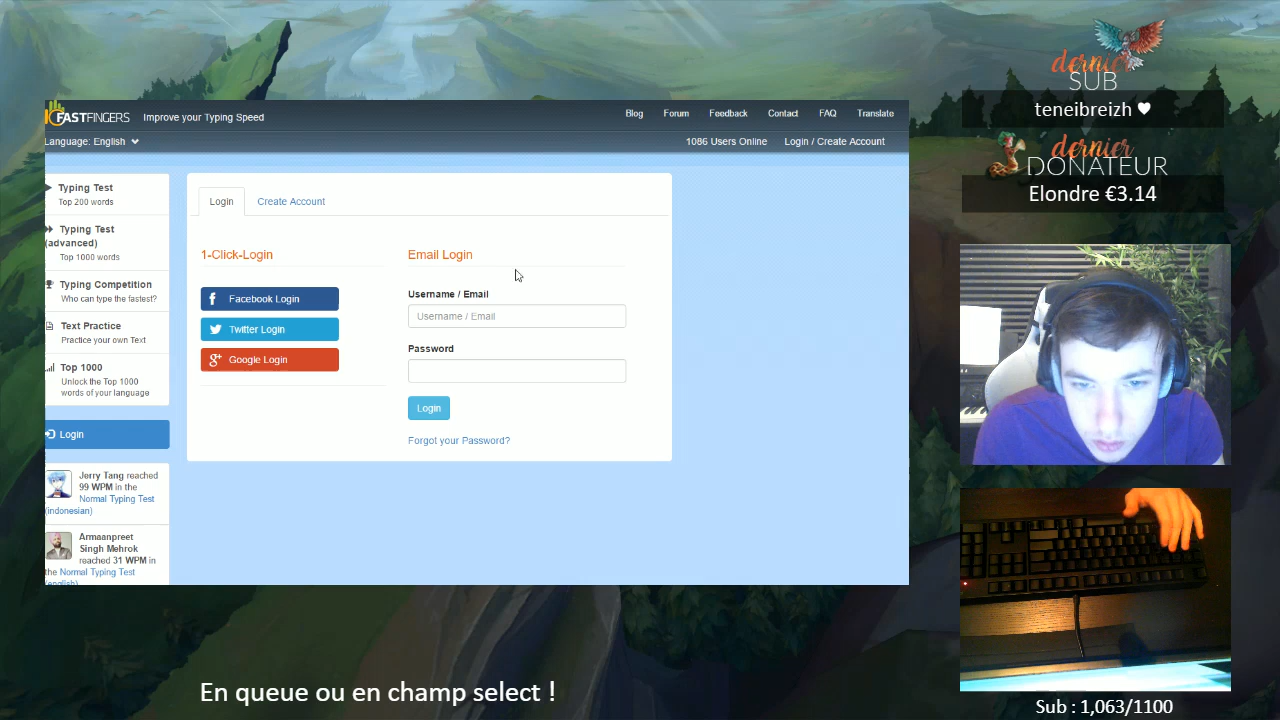 FASTFINGERS
Improve your Typing Speed
Blog
Forum
Feedback
Contact
FAQ
Translate
Language: English
1086 Users Online
Login / Create Account
Typing Test
Top 200 words
Typing Test
(advanced)
Top 1000 words
Typing Competition
Who can type the fastest?
Text Practice
Practice your own Text
Top 1000
Unlock the Top 1000
words of your language
Login
Jerry Tang reached
99 WPM in the
Normal Typing Test
(indonesian)
Armaanpreet
Singh Mehrok
reached 31 WPM in
the Normal Typing Test
(english)
Login
Create Account
1-Click-Login
Facebook Login
Twitter Login
Google Login
Email Login
Username / Email
Username / Email
Password
Login
Forgot your Password?
dernier
SUB
teneibreizh ♥
dernier
DONATEUR
Elondre €3.14
En queue ou en champ select !
Sub : 1,063/1100